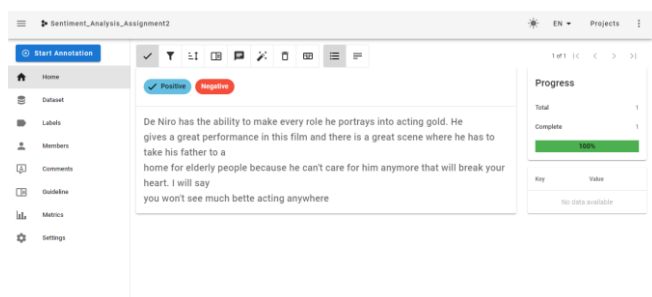 Sentiment_Analysis_Assignment2
EN
Projects
Start Annotation
Home
Dataset
Labels
Members
Comments
Guideline
Metrics
Settings
1 of 1
Positive
Negative
De Niro has the ability to make every role he portrays into acting gold. He
gives a great performance in this film and there is a great scene where he has to
take his father to a
home for elderly people because he can't care for him anymore that will break your
heart. I will say
you won't see much bette acting anywhere
Progress
Total 1
Complete 1
100%
Key Value
No data available